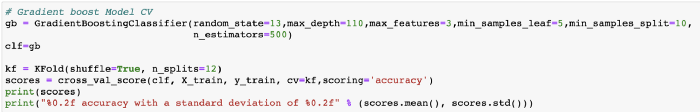 # Gradient boost Model CV
gb = GradientBoostingClassifier(random_state=13,max_depth=110,max_features=3,min_samples_leaf=5,min_samples_split=10,
n_estimators=500)
clf=gb
kf = KFold(shuffle=True, n_splits=12)
scores = cross_val_score(clf, X_train, y_train, cv=kf,scoring='accuracy')
print(scores)
print("%0.2f accuracy with a standard deviation of %0.2f" % (scores.mean(), scores.std()))